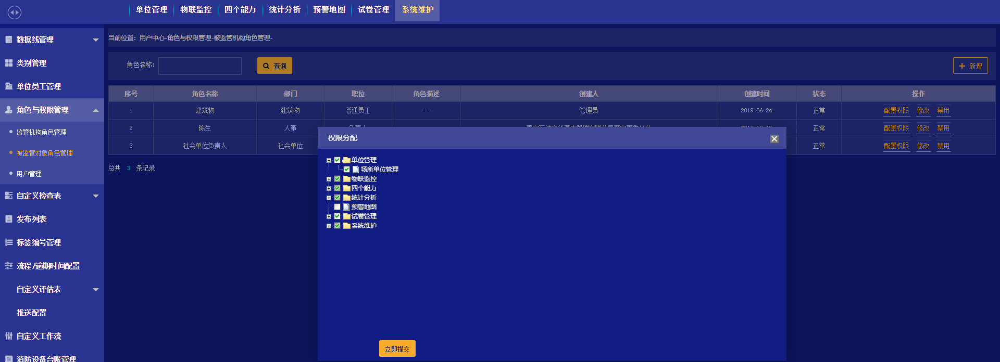 单位管理 物联监控 四个能力 统计分析 预警地图 试卷管理 系统维护
数据线管理
类别管理
单位员工管理
角色与权限管理
监管机构角色管理
被监管对象角色管理
用户管理
自定义检查表
发布列表
标签编号管理
流程/逾期时间配置
自定义评估表
推送配置
自定义工作流
消防设备台账管理
当前位置：用户中心-角色与权限管理-被监管机构角色管理-
角色名称： 查询 新增
序号 角色名称 部门 职位 角色描述 创建人 创建时间 状态 操作
1 建筑物 建筑物 普通员工 - - 管理员 2019-06-24 正常 配置权限 修改 禁用
2 陈生 人事 正常 配置权限 修改 禁用
3 社会单位负责人 社会单位 正常 配置权限 修改 禁用
总共 3 条记录
权限分配
单位管理
场所单位管理
物联监控
四个能力
统计分析
预警地图
试卷管理
系统维护
立即提交